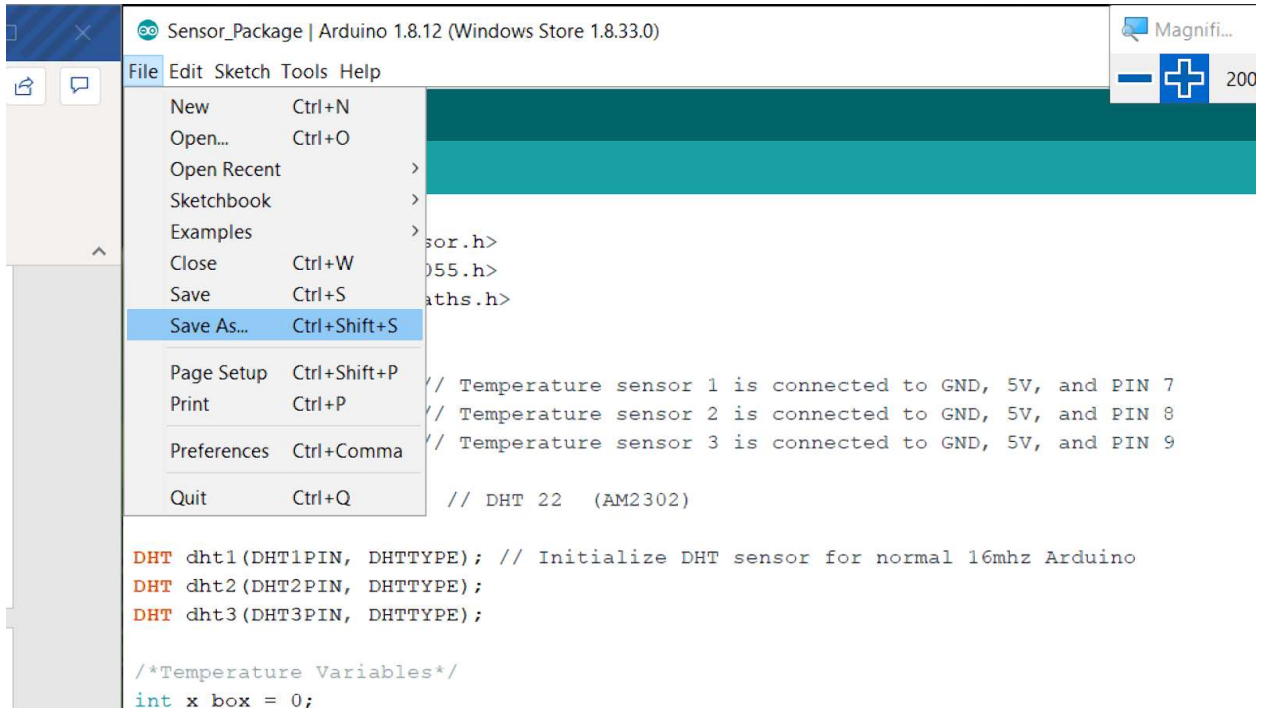 Sensor_Package | Arduino 1.8.12 (Windows Store 1.8.33.0)
Magnifi...
File Edit Sketch Tools Help
200
New Ctrl+N
Open... Ctrl+O
Open Recent
Sketchbook
Examples
Close Ctrl+W
Save Ctrl+S
Save As... Ctrl+Shift+S
Page Setup Ctrl+Shift+P
Print Ctrl+P
Preferences Ctrl+Comma
Quit Ctrl+Q
sor.h>
055.h>
aths.h>
// Temperature sensor 1 is connected to GND, 5V, and PIN 7
// Temperature sensor 2 is connected to GND, 5V, and PIN 8
// Temperature sensor 3 is connected to GND, 5V, and PIN 9
// DHT 22 (AM2302)
DHT dht1(DHT1PIN, DHTTYPE); // Initialize DHT sensor for normal 16mhz Arduino
DHT dht2(DHT2PIN, DHTTYPE);
DHT dht3(DHT3PIN, DHTTYPE);
/*Temperature Variables*/
int x box = 0;